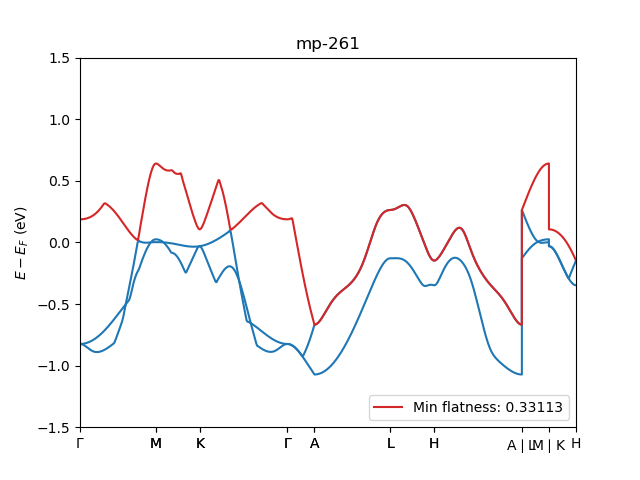 mp-261
E − E_F (eV)
1.5
1.0
0.5
0.0
−0.5
−1.0
−1.5
Min flatness: 0.33113
Γ M K Γ A L H A | L M | K H